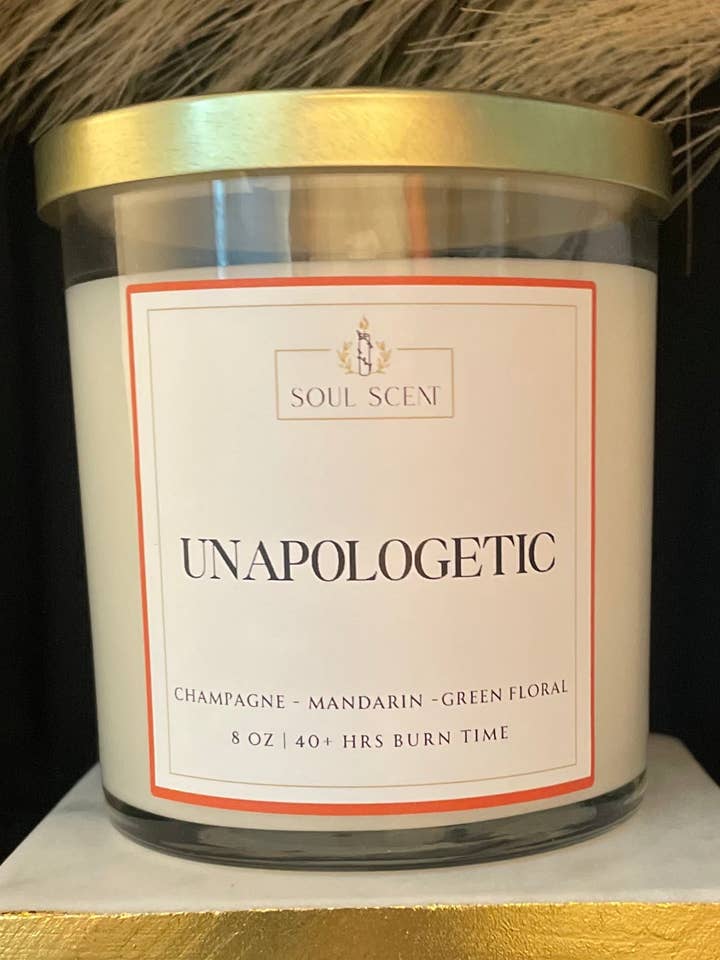 SOUL SCENT
UNAPOLOGETIC
CHAMPAGNE - MANDARIN -GREEN FLORAL
8 OZ | 40+ HRS BURN TIME